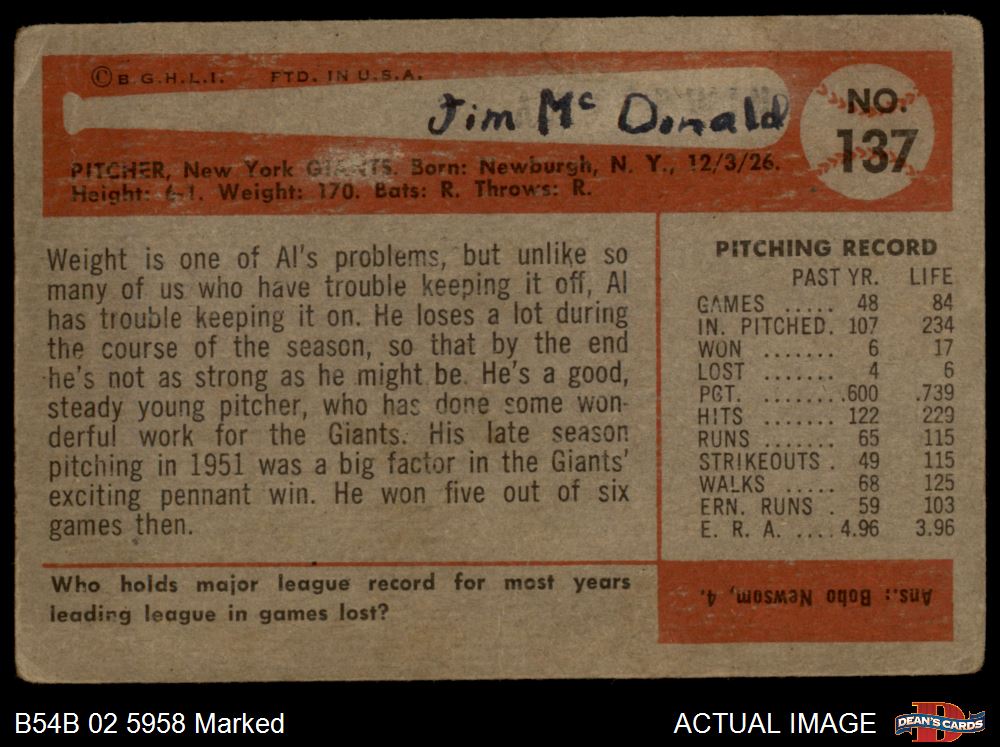 © B.G.H.L.I. PTD. IN U.S.A.
Jim Mc Donald
NO.
137
PITCHER, New York GIANTS. Born: Newburgh, N. Y., 12/3/26.
Height: 6-1. Weight: 170. Bats: R. Throws: R.
Weight is one of Al's problems, but unlike so
many of us who have trouble keeping it off, Al
has trouble keeping it on. He loses a lot during
the course of the season, so that by the end
he's not as strong as he might be. He's a good,
steady young pitcher, who has done some won-
derful work for the Giants. His late season
pitching in 1951 was a big factor in the Giants'
exciting pennant win. He won five out of six
games then.
PITCHING RECORD
PAST YR. LIFE
GAMES ..... 48 84
IN. PITCHED. 107 234
WON ....... 6 17
LOST ....... 4 6
PCT. .......600 .739
HITS ....... 122 229
RUNS ...... 65 115
STRIKEOUTS . 49 115
WALKS ..... 68 125
ERN. RUNS . 59 103
E. R. A. .... 4.96 3.96
Who holds major league record for most years
leading league in games lost?
Ans.: Bobo Newsom, 4.
B54B 02 5958 Marked
ACTUAL IMAGE
DEAN'S CARDS